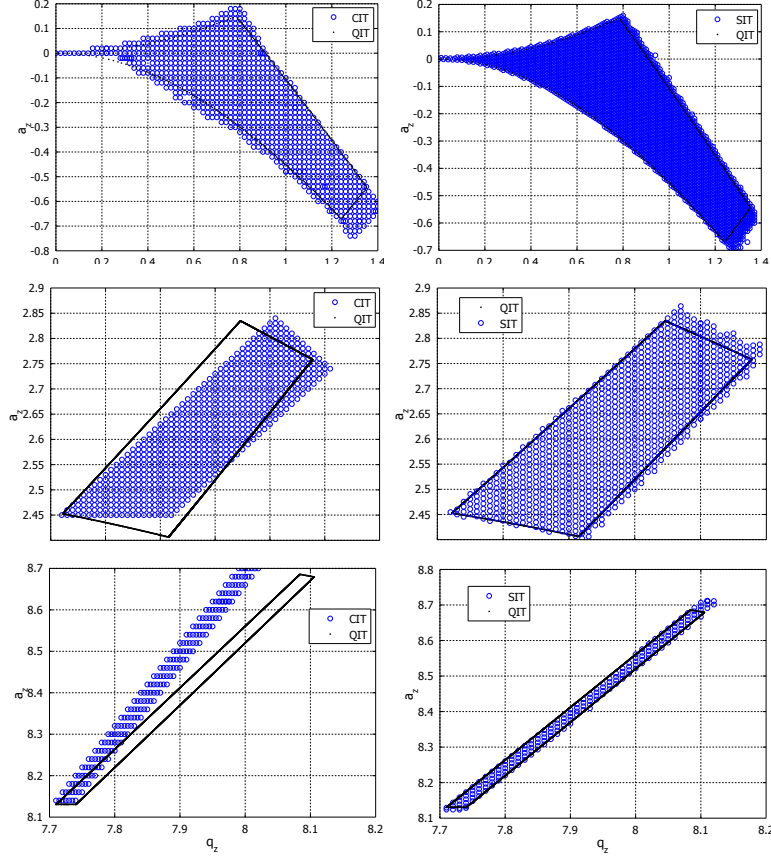 0.2
0.1
0
-0.1
-0.2
-0.3
-0.4
-0.5
-0.6
-0.7
-0.8
a_z
0 0.2 0.4 0.6 0.8 1 1.2 1.4
CIT
QIT
0.2
0.1
0
-0.1
-0.2
-0.3
-0.4
-0.5
-0.6
-0.7
a_z
0 0.2 0.4 0.6 0.8 1 1.2 1.4
SIT
QIT
2.9
2.85
2.8
2.75
2.65
2.6
2.55
2.5
2.45
a_z
CIT
QIT
2.9
2.85
2.8
2.75
2.65
2.6
2.55
2.5
2.45
a_z
QIT
SIT
8.7
8.6
8.5
8.4
8.3
8.2
8.1
a_z
7.7 7.8 7.9 8 8.1 8.2
q_z
CIT
QIT
8.8
8.7
8.6
8.5
8.4
8.3
8.2
8.1
a_z
7.7 7.8 7.9 8 8.1 8.2
q_z
SIT
QIT